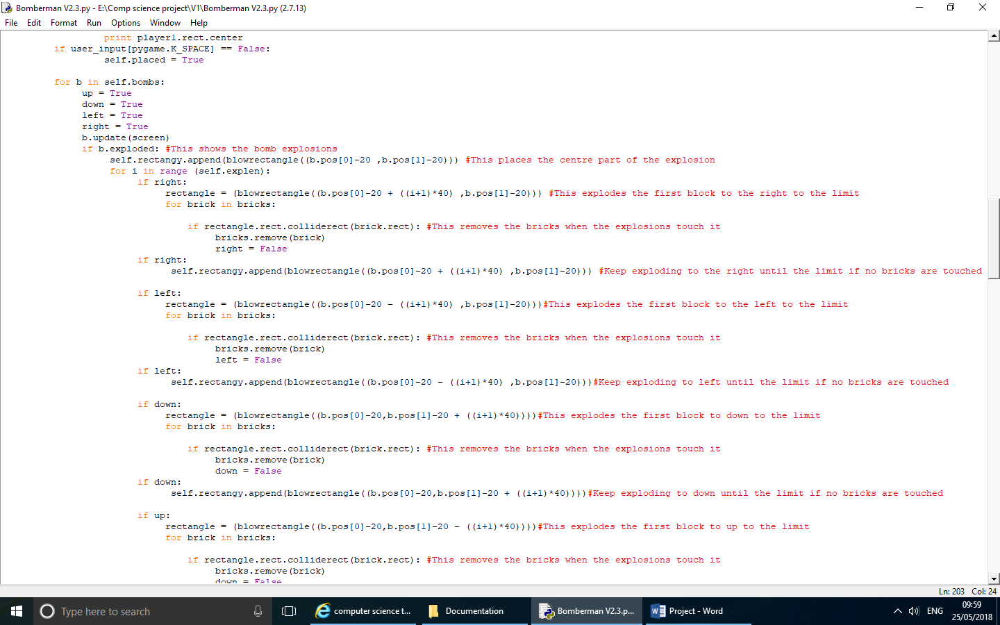 Bomberman V2.3.py - E:\Comp science project\V1\Bomberman V2.3.py (2.7.13)
File Edit Format Run Options Window Help
print player1.rect.center
if user_input[pygame.K_SPACE] == False:
self.placed = True
for b in self.bombs:
up = True
down = True
left = True
right = True
b.update(screen)
if b.exploded: #This shows the bomb explosions
self.rectangy.append(blowrectangle((b.pos[0]-20 ,b.pos[1]-20))) #This places the centre part of the explosion
for i in range (self.explen):
if right:
rectangle = (blowrectangle((b.pos[0]-20 + ((i+1)*40) ,b.pos[1]-20))) #This explodes the first block to the right to the limit
for brick in bricks:
if rectangle.rect.colliderect(brick.rect): #This removes the bricks when the explosions touch it
bricks.remove(brick)
right = False
if right:
self.rectangy.append(blowrectangle((b.pos[0]-20 + ((i+1)*40) ,b.pos[1]-20))) #Keep exploding to the right until the limit if no bricks are touched
if left:
rectangle = (blowrectangle((b.pos[0]-20 - ((i+1)*40) ,b.pos[1]-20)))#This explodes the first block to the left to the limit
for brick in bricks:
if rectangle.rect.colliderect(brick.rect): #This removes the bricks when the explosions touch it
bricks.remove(brick)
left = False
if left:
self.rectangy.append(blowrectangle((b.pos[0]-20 - ((i+1)*40) ,b.pos[1]-20)))#Keep exploding to left until the limit if no bricks are touched
if down:
rectangle = (blowrectangle((b.pos[0]-20,b.pos[1]-20 + ((i+1)*40))))#This explodes the first block to down to the limit
for brick in bricks:
if rectangle.rect.colliderect(brick.rect): #This removes the bricks when the explosions touch it
bricks.remove(brick)
down = False
if down:
self.rectangy.append(blowrectangle((b.pos[0]-20,b.pos[1]-20 + ((i+1)*40))))#Keep exploding to down until the limit if no bricks are touched
if up:
rectangle = (blowrectangle((b.pos[0]-20,b.pos[1]-20 - ((i+1)*40))))#This explodes the first block to up to the limit
for brick in bricks:
if rectangle.rect.colliderect(brick.rect): #This removes the bricks when the explosions touch it
bricks.remove(brick)
down = False
Ln: 203 Col: 24
Type here to search
computer science t...
Documentation
Bomberman V2.3.p...
Project - Word
ENG
09:59
25/05/2018